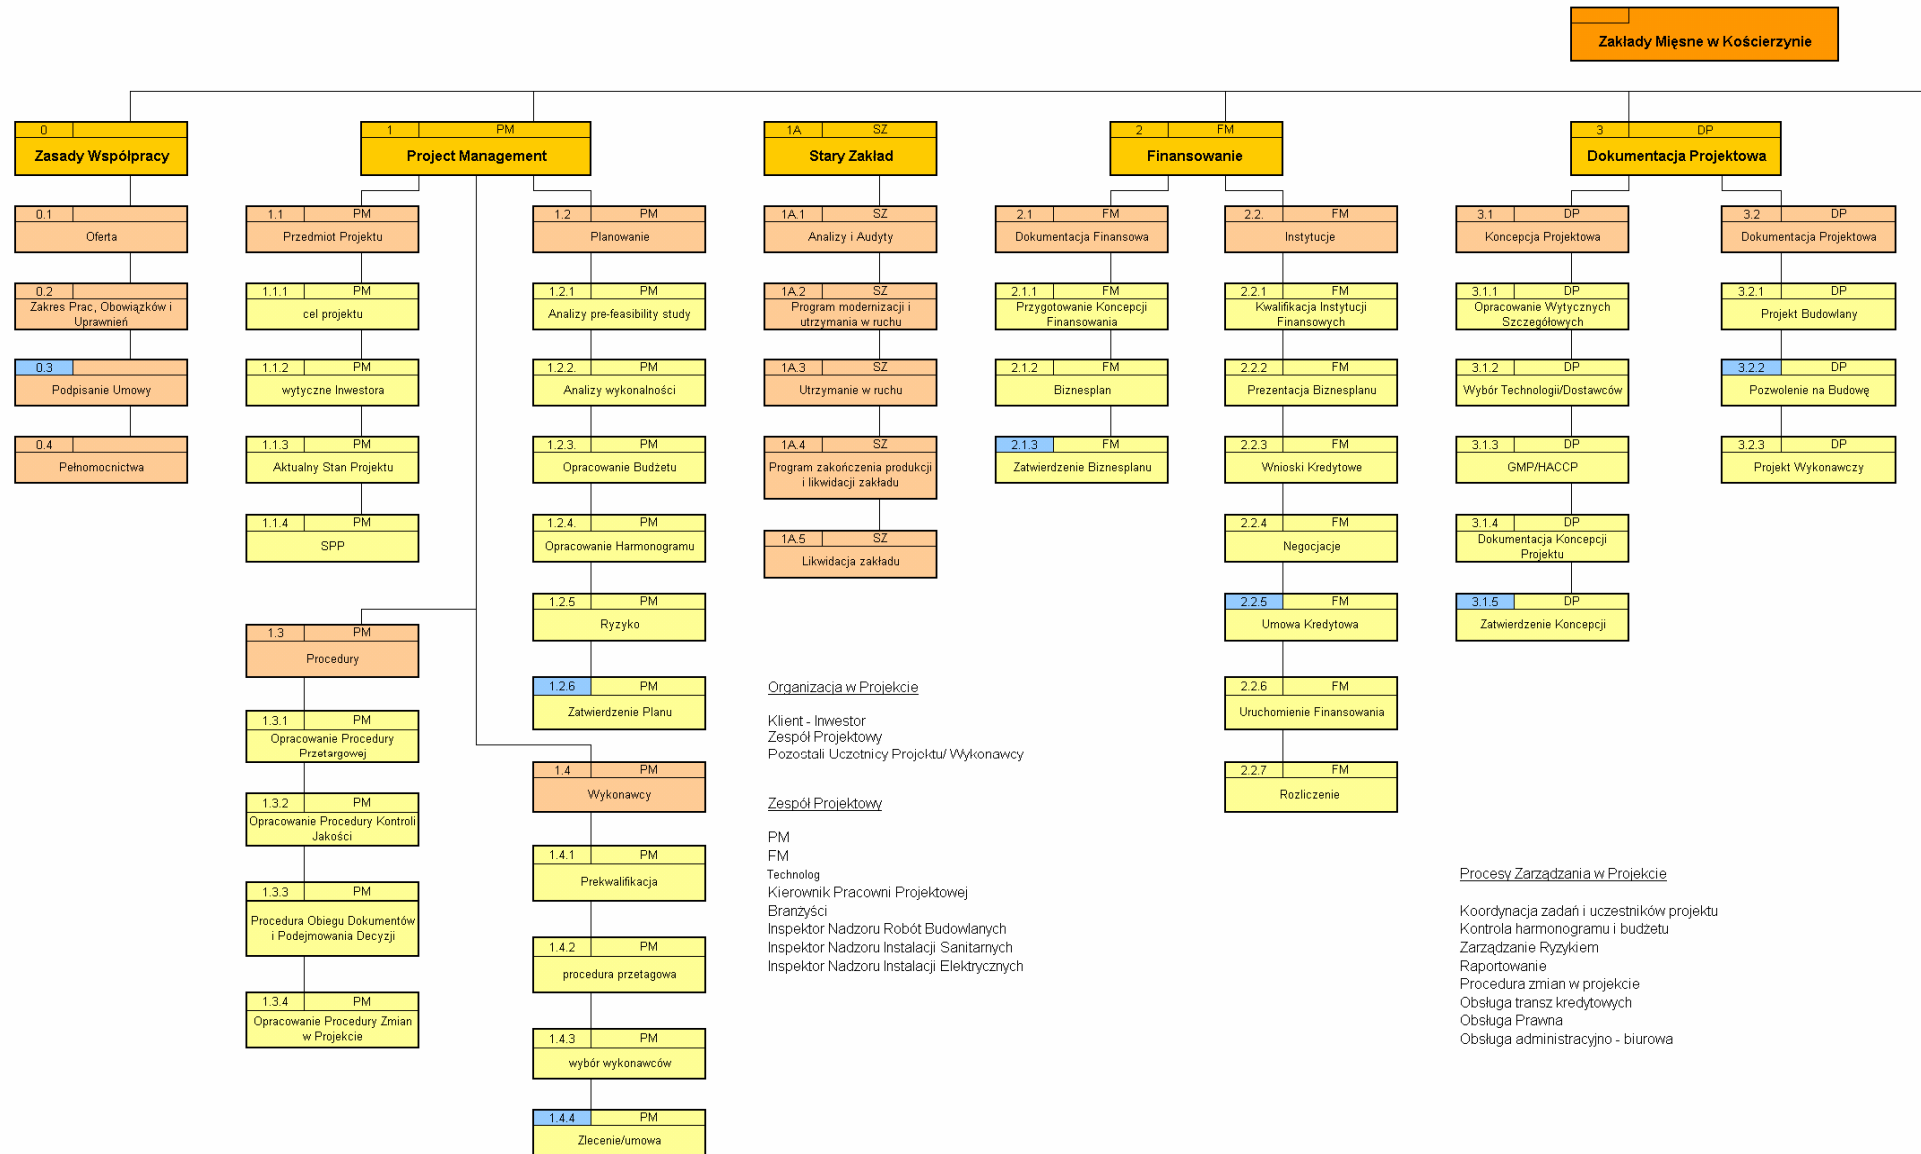 Zakłady Mięsne w Kościerzynie
0
Zasady Współpracy
0.1
Oferta
0.2
Zakres Prac, Obowiązków i
Uprawnień
0.3
Podpisanie Umowy
0.4
Pełnomocnictwa
1 PM
Project Management
1.1 PM
Przedmiot Projektu
1.1.1 PM
cel projektu
1.1.2 PM
wytyczne Inwestora
1.1.3 PM
Aktualny Stan Projektu
1.1.4 PM
SPP
1.2 PM
Planowanie
1.2.1 PM
Analizy pre-feasibility study
1.2.2. PM
Analizy wykonalności
1.2.3. PM
Opracowanie Budżetu
1.2.4. PM
Opracowanie Harmonogramu
1.2.5 PM
Ryzyko
1.2.6 PM
Zatwierdzenie Planu
1.3 PM
Procedury
1.3.1 PM
Opracowanie Procedury
Przetargowej
1.3.2 PM
Opracowanie Procedury Kontroli
Jakości
1.3.3 PM
Procedura Obiegu Dokumentów
i Podejmowania Decyzji
1.3.4 PM
Opracowanie Procedury Zmian
w Projekcie
1.4 PM
Wykonawcy
1.4.1 PM
Prekwalifikacja
1.4.2 PM
procedura przetagowa
1.4.3 PM
wybór wykonawców
1.4.4 PM
Zlecenie/umowa
1A SZ
Stary Zakład
1A.1 SZ
Analizy i Audyty
1A.2 SZ
Program modernizacji i
utrzymania w ruchu
1A.3 SZ
Utrzymanie w ruchu
1A.4 SZ
Program zakończenia produkcji
i likwidacji zakładu
1A.5 SZ
Likwidacja zakładu
Organizacja w Projekcie
Klient - Inwestor
Zespół Projektowy
Pozostali Uczetnicy Projektu/ Wykonawcy
Zespół Projektowy
PM
FM
Technolog
Kierownik Pracowni Projektowej
Branżyści
Inspektor Nadzoru Robót Budowlanych
Inspektor Nadzoru Instalacji Sanitarnych
Inspektor Nadzoru Instalacji Elektrycznych
2 FM
Finansowanie
2.1 FM
Dokumentacja Finansowa
2.1.1 FM
Przygotowanie Koncepcji
Finansowania
2.1.2 FM
Biznesplan
2.1.3 FM
Zatwierdzenie Biznesplanu
2.2. FM
Instytucje
2.2.1 FM
Kwalifikacja Instytucji
Finansowych
2.2.2 FM
Prezentacja Biznesplanu
2.2.3 FM
Wnioski Kredytowe
2.2.4 FM
Negocjacje
2.2.5 FM
Umowa Kredytowa
2.2.6 FM
Uruchomienie Finansowania
2.2.7 FM
Rozliczenie
3 DP
Dokumentacja Projektowa
3.1 DP
Koncepcja Projektowa
3.1.1 DP
Opracowanie Wytycznych
Szczegółowych
3.1.2 DP
Wybór Technologii/Dostawców
3.1.3 DP
GMP/HACCP
3.1.4 DP
Dokumentacja Koncepcji
Projektu
3.1.5 DP
Zatwierdzenie Koncepcji
3.2 DP
Dokumentacja Projektowa
3.2.1 DP
Projekt Budowlany
3.2.2 DP
Pozwolenie na Budowę
3.2.3 DP
Projekt Wykonawczy
Procesy Zarządzania w Projekcie
Koordynacja zadań i uczestników projektu
Kontrola harmonogramu i budżetu
Zarządzanie Ryzykiem
Raportowanie
Procedura zmian w projekcie
Obsługa transz kredytowych
Obsługa Prawna
Obsługa administracyjno - biurowa